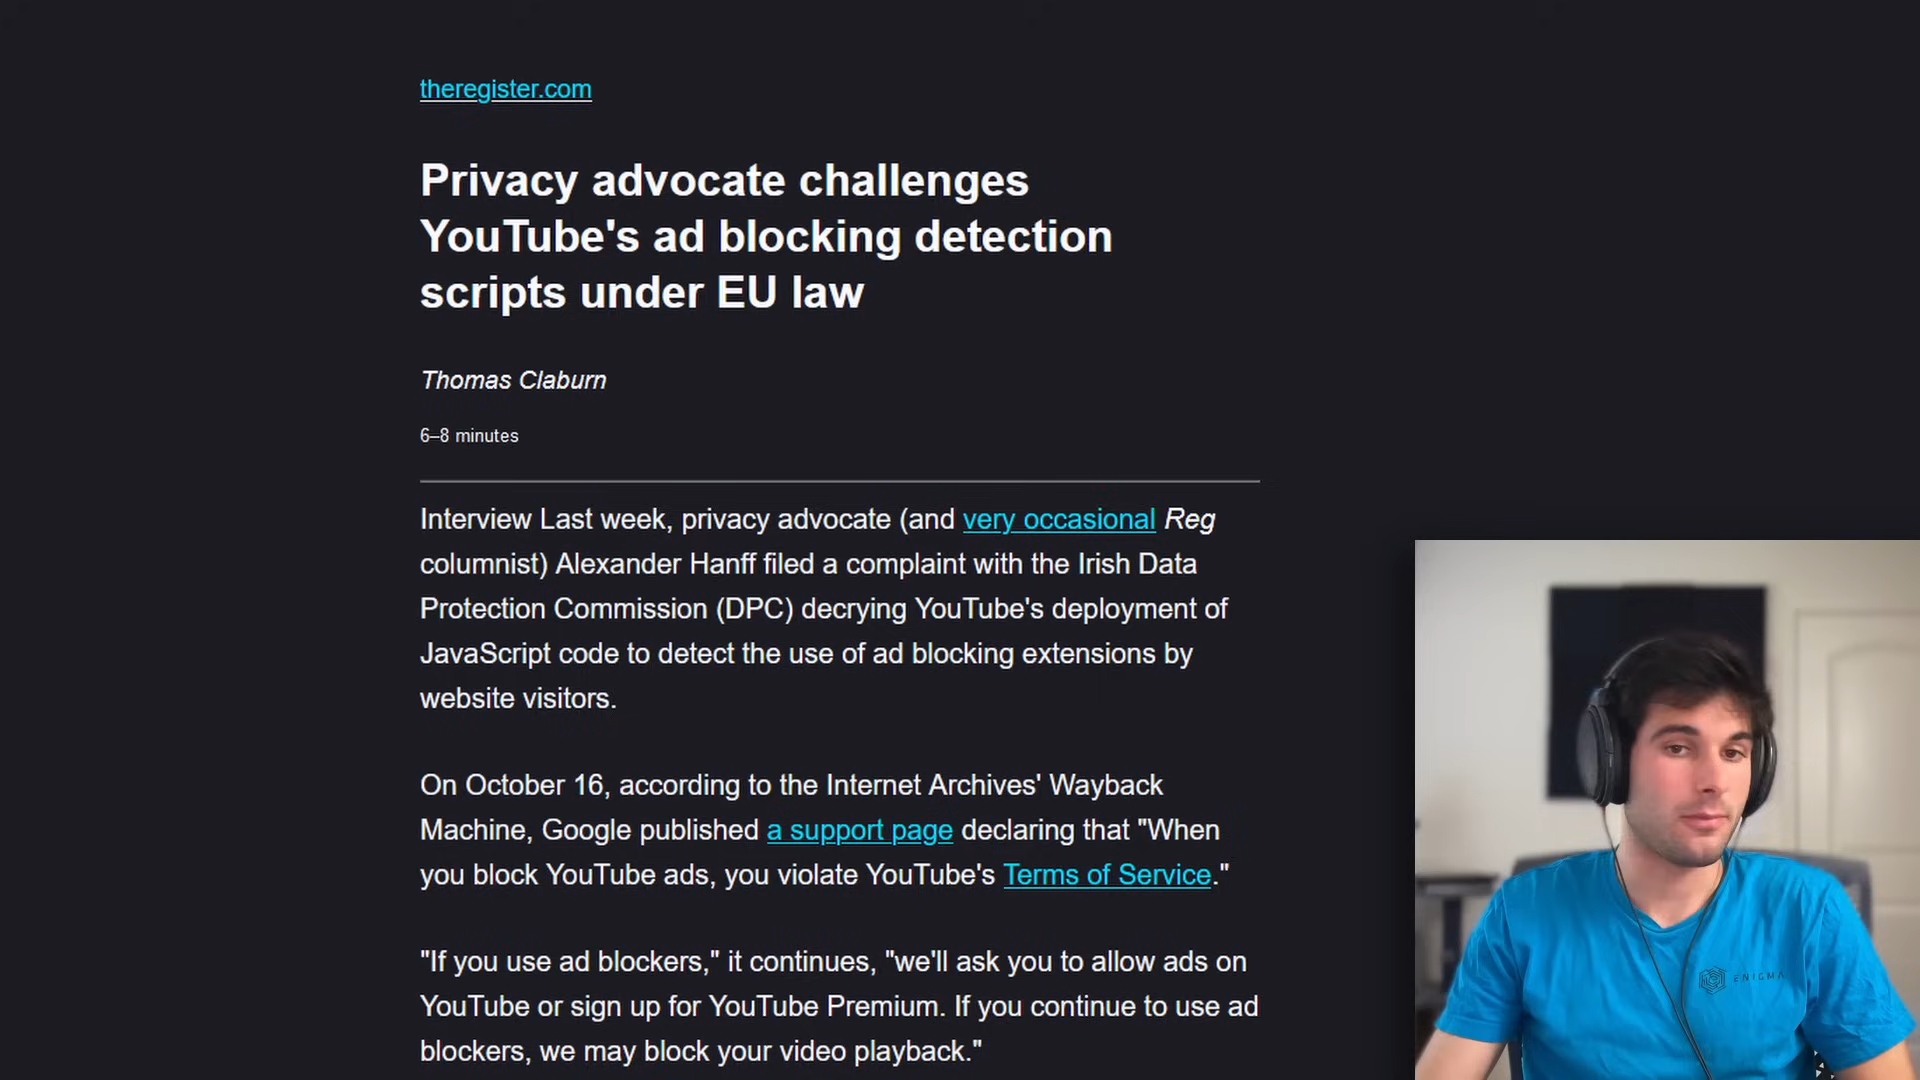 theregister.com
Privacy advocate challenges
YouTube's ad blocking detection
scripts under EU law
Thomas Claburn
6–8 minutes
Interview Last week, privacy advocate (and very occasional Reg
columnist) Alexander Hanff filed a complaint with the Irish Data
Protection Commission (DPC) decrying YouTube's deployment of
JavaScript code to detect the use of ad blocking extensions by
website visitors.
On October 16, according to the Internet Archives' Wayback
Machine, Google published a support page declaring that "When
you block YouTube ads, you violate YouTube's Terms of Service."
"If you use ad blockers," it continues, "we'll ask you to allow ads on
YouTube or sign up for YouTube Premium. If you continue to use ad
blockers, we may block your video playback."
ENIGMA